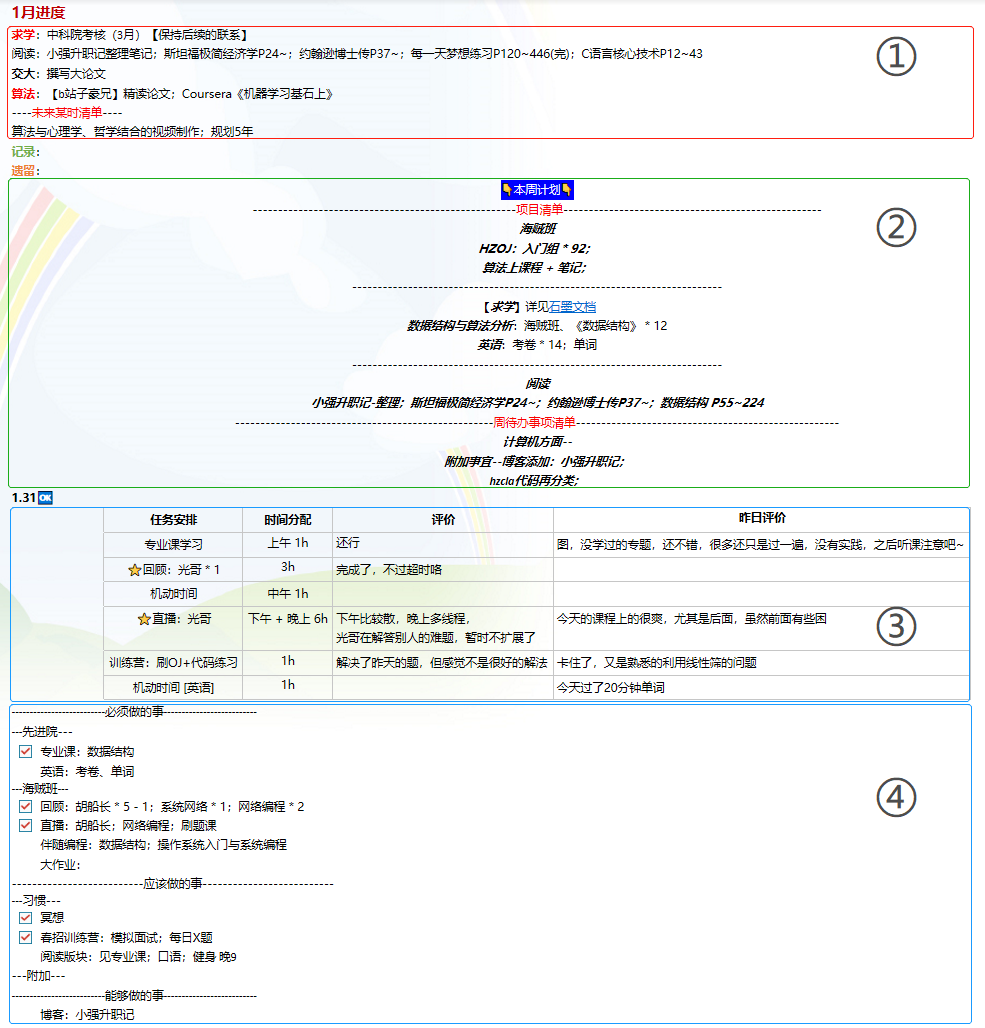 1月进度
求学：中科院考核（3月）【保持后续的联系】
①
阅读：小强升职记整理笔记；斯坦福极简经济学P24~；约翰逊博士传P37~；每一天梦想练习P120~446(完)；C语言核心技术P12~43
交大：撰写大论文
算法：【b站子豪兄】精读论文；Coursera《机器学习基石上》
----未来某时清单----
算法与心理学、哲学结合的视频制作；规划5年
记录：
遗留：
👇本周计划👇
----------------------------------------------------项目清单----------------------------------------------------
②
海贼班
HZOJ：入门组 * 92；
算法上课程 + 笔记；
--------------------------------------------------------------------------
【求学】详见石墨文档
数据结构与算法分析：海贼班、《数据结构》 * 12
英语：考卷 * 14；单词
--------------------------------------------------------------------------
阅读
小强升职记-整理；斯坦福极简经济学P24~；约翰逊博士传P37~；数据结构 P55~224
----------------------------------------------------周待办事项清单----------------------------------------------------
计算机方面--
附加事宜--博客添加：小强升职记；
hzcla代码再分类；
1.31🆗
任务安排 时间分配 评价 昨日评价
专业课学习 上午 1h 还行 图，没学过的专题，还不错，很多还只是过一遍，没有实践，之后听课注意吧~
⭐回顾：光哥 * 1 3h 完成了，不过超时咯
机动时间 中午 1h
⭐直播：光哥 下午 + 晚上 6h 下午比较散，晚上多线程， 今天的课程上的很爽，尤其是后面，虽然前面有些困
光哥在解答别人的难题，暂时不扩展了
③
训练营：刷OJ+代码练习 1h 解决了昨天的题，但感觉不是很好的解法 卡住了，又是熟悉的利用线性筛的问题
机动时间 [英语] 1h 今天过了20分钟单词
--------------------------必须做的事--------------------------
---先进院---
专业课：数据结构
英语：考卷、单词
---海贼班---
④
回顾：胡船长 * 5 - 1；系统网络 * 1；网络编程 * 2
直播：胡船长；网络编程；刷题课
伴随编程：数据结构；操作系统入门与系统编程
大作业：
--------------------------应该做的事--------------------------
---习惯---
冥想
春招训练营：模拟面试；每日X题
阅读版块：见专业课；口语；健身 晚9
---附加---
--------------------------能够做的事--------------------------
博客：小强升职记